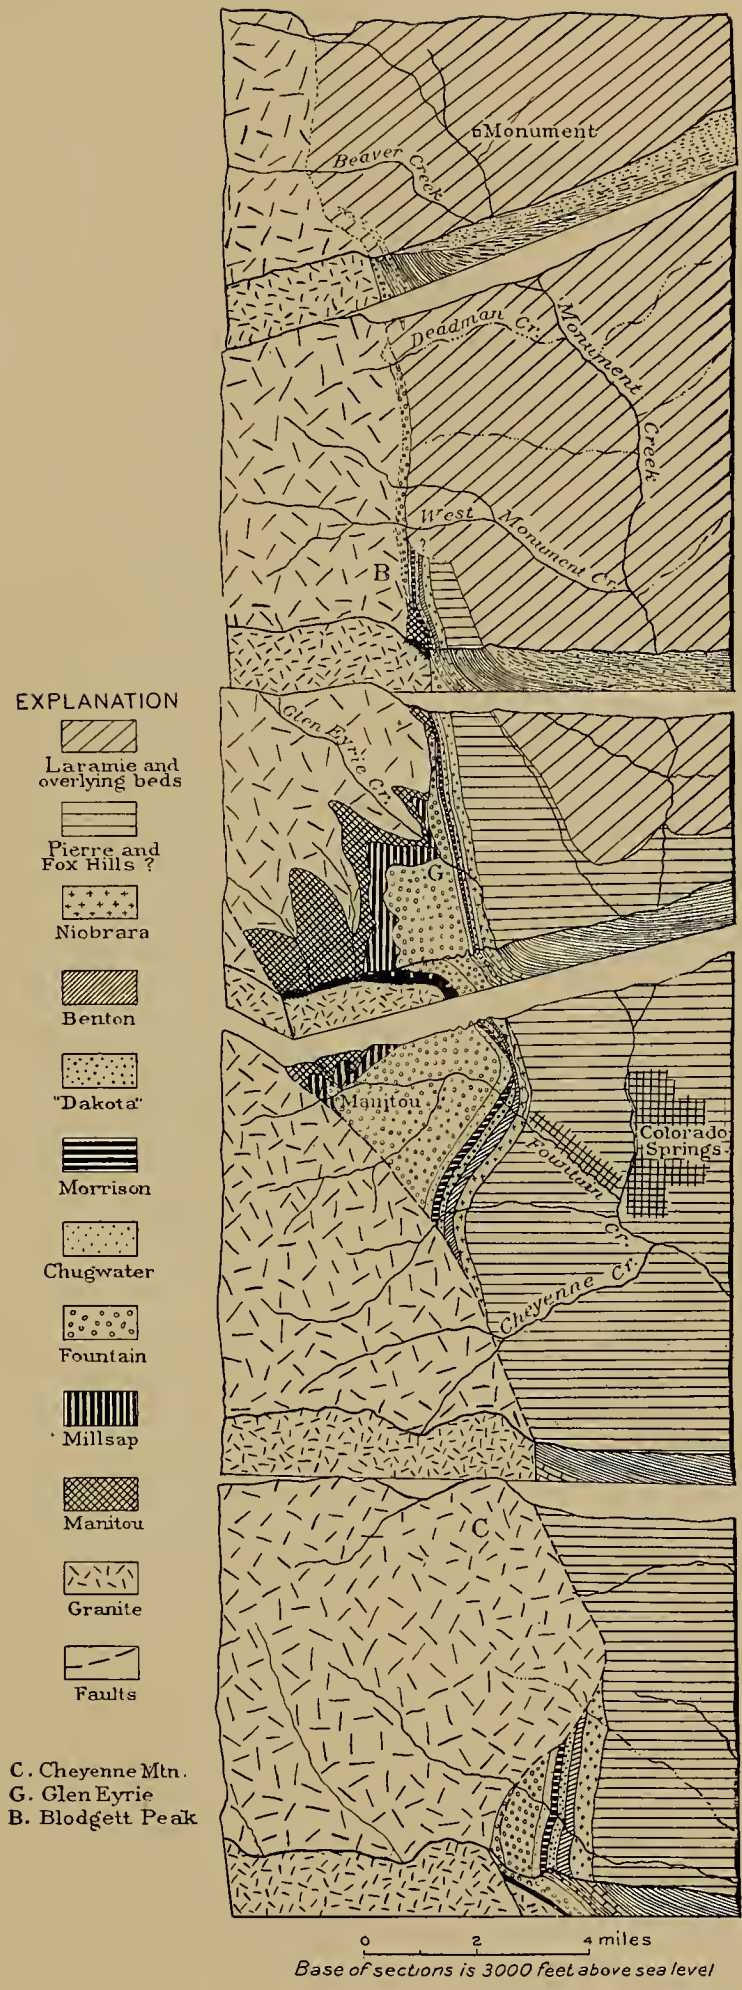 Monument
Beaver Creek
Deadman Cr.
Monument Creek
West Monument Cr.
?
B
EXPLANATION
Laramie and
overlying beds
Pierre and
Fox Hills ?
Niobrara
Benton
"Dakota"
Morrison
Chugwater
Fountain
Millsap
Manitou
Granite
Faults
C. Cheyenne Mtn.
G. Glen Eyrie
B. Blodgett Peak
Glen Eyrie Cr.
G
Manitou
Colorado
Springs
Fountain Cr.
Cheyenne Cr.
C
0 2 4 miles
Base of sections is 3000 feet above sea level